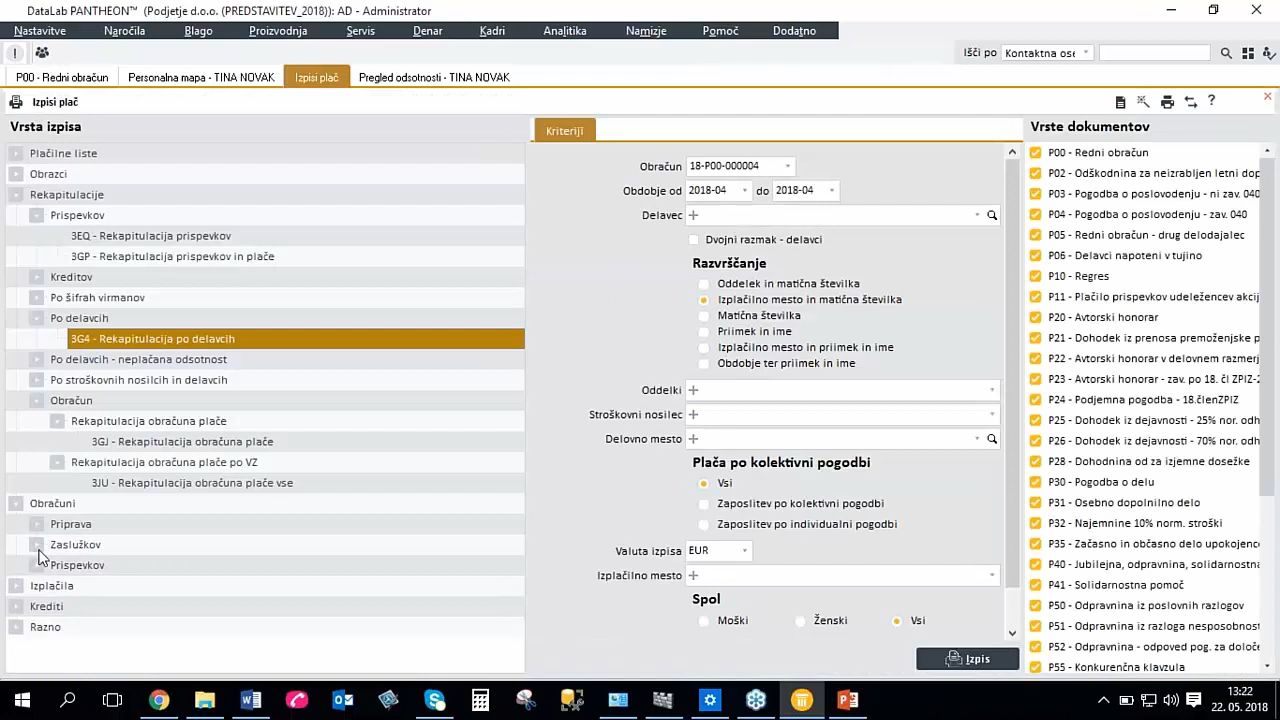 DataLab PANTHEON™ (Podjetje d.o.o. (PREDSTAVITEV_2018)): AD - Administrator
Nastavitve Naročila Blago Proizvodnja Servis Denar Kadri Analitika Namizje Pomoč Dodatno
Išči po Kontaktna ose
P00 - Redni obračun Personalna mapa - TINA NOVAK Izpisi plač Pregled odsotnosti - TINA NOVAK
Izpisi plač
Vrsta izpisa
Plačilne liste
Obrazci
Rekapitulacije
Prispevkov
3EQ - Rekapitulacija prispevkov
3GP - Rekapitulacija prispevkov in plače
Kreditov
Po šifrah virmanov
Po delavcih
3G4 - Rekapitulacija po delavcih
Po delavcih - neplačana odsotnost
Po stroškovnih nosilcih in delavcih
Obračun
Rekapitulacija obračuna plače
3GJ - Rekapitulacija obračuna plače
Rekapitulacija obračuna plače po VZ
3JU - Rekapitulacija obračuna plače vse
Obračuni
Priprava
Zaslužkov
Prispevkov
Izplačila
Krediti
Razno
Kriteriji
Obračun 18-P00-000004
Obdobje od 2018-04 do 2018-04
Delavec
Dvojni razmak - delavci
Razvrščanje
Oddelek in matična številka
Izplačilno mesto in matična številka
Matična številka
Priimek in ime
Izplačilno mesto in priimek in ime
Obdobje ter priimek in ime
Oddelki
Stroškovni nosilec
Delovno mesto
Plača po kolektivni pogodbi
Vsi
Zaposlitev po kolektivni pogodbi
Zaposlitev po individualni pogodbi
Valuta izpisa EUR
Izplačilno mesto
Spol
Moški Ženski Vsi
Izpis
Vrste dokumentov
P00 - Redni obračun
P02 - Odškodnina za neizrabljen letni dop
P03 - Pogodba o poslovodenju - ni zav. 040
P04 - Pogodba o poslovodenju - zav. 040
P05 - Redni obračun - drug delodajalec
P06 - Delavci napoteni v tujino
P10 - Regres
P11 - Plačilo prispevkov udeležencev akcij
P20 - Avtorski honorar
P21 - Dohodek iz prenosa premoženjske p
P22 - Avtorski honorar v delovnem razmerj
P23 - Avtorski honorar - zav. po 18. čl ZPIZ-2
P24 - Podjemna pogodba - 18.členZPIZ
P25 - Dohodek iz dejavnosti - 25% nor. odh
P26 - Dohodek iz dejavnosti - 70% nor. odh
P28 - Dohodnina od za izjemne dosežke
P30 - Pogodba o delu
P31 - Osebno dopolnilno delo
P32 - Najemnine 10% norm. stroški
P35 - Začasno in občasno delo upokojenc
P40 - Jubilejna, odpravnina, solidarnostna
P41 - Solidarnostna pomoč
P50 - Odpravnina iz poslovnih razlogov
P51 - Odpravnina iz razloga nesposobnost
P52 - Odpravnina - odpoved pog. za določe
P55 - Konkurenčna klavzula
13:22
22. 05. 2018